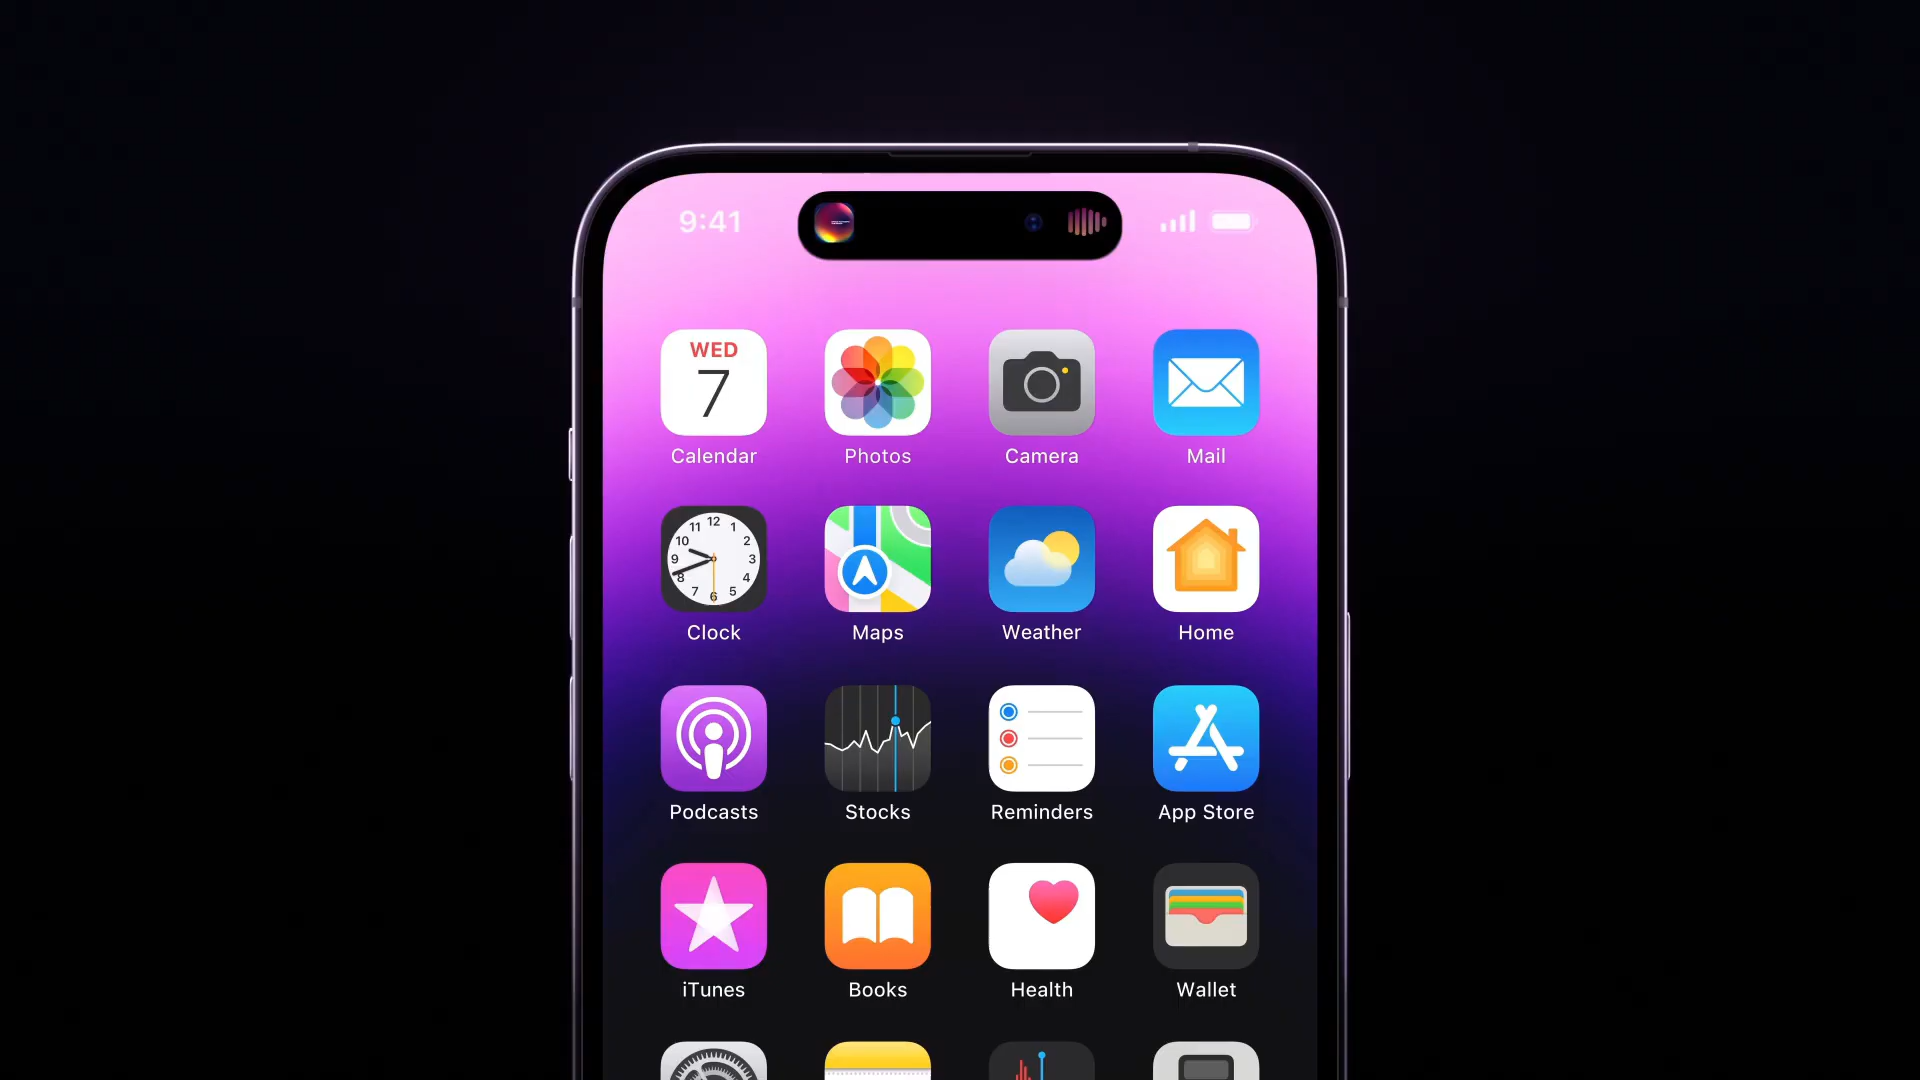 9:41
WED
7
Calendar
Photos
Camera
Mail
12
11 1
10 2
9 3
8 4
7 5
6
Clock
Maps
Weather
Home
Podcasts
Stocks
Reminders
App Store
iTunes
Books
Health
Wallet